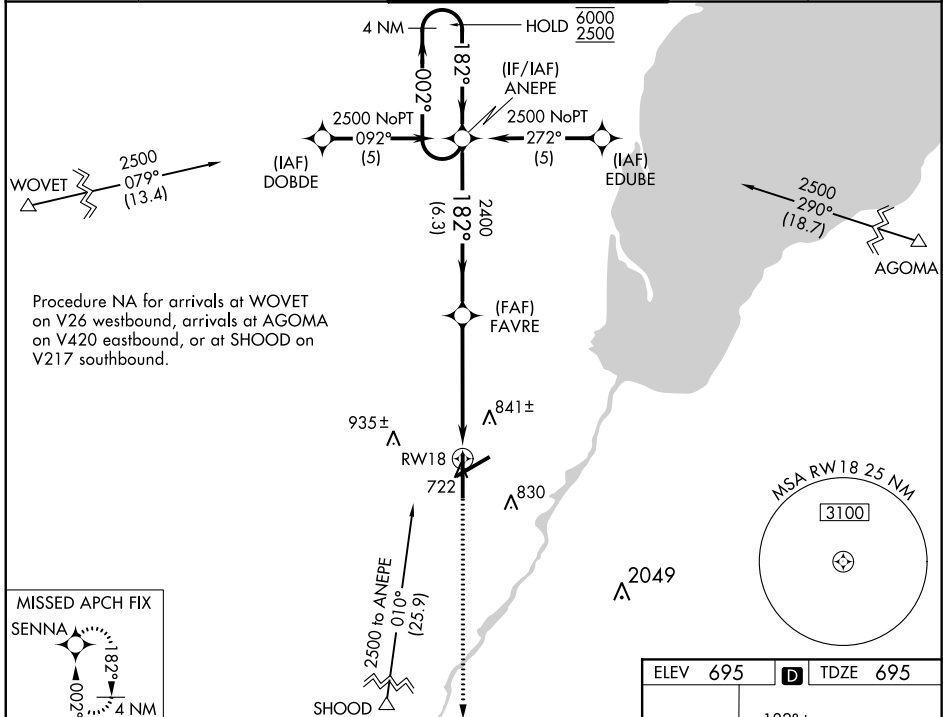 4 NM
HOLD 6000
2500
182°
002°
(IF/IAF)
ANEPE
2500 NoPT
092°
(5)
2500 NoPT
272°
(5)
(IAF)
DOBDE
(IAF)
EDUBE
WOVET
2500
079°
(13.4)
2400
182°
(6.3)
2500
290°
(18.7)
AGOMA
Procedure NA for arrivals at WOVET
on V26 westbound, arrivals at AGOMA
on V420 eastbound, or at SHOOD on
V217 southbound.
(FAF)
FAVRE
935±
841±
RW18
722
830
MSA RW18 25 NM
3100
2049
2500 to ANEPE
010°
(25.9)
SHOOD
MISSED APCH FIX
SENNA
182°
002°
4 NM
ELEV 695 D TDZE 695